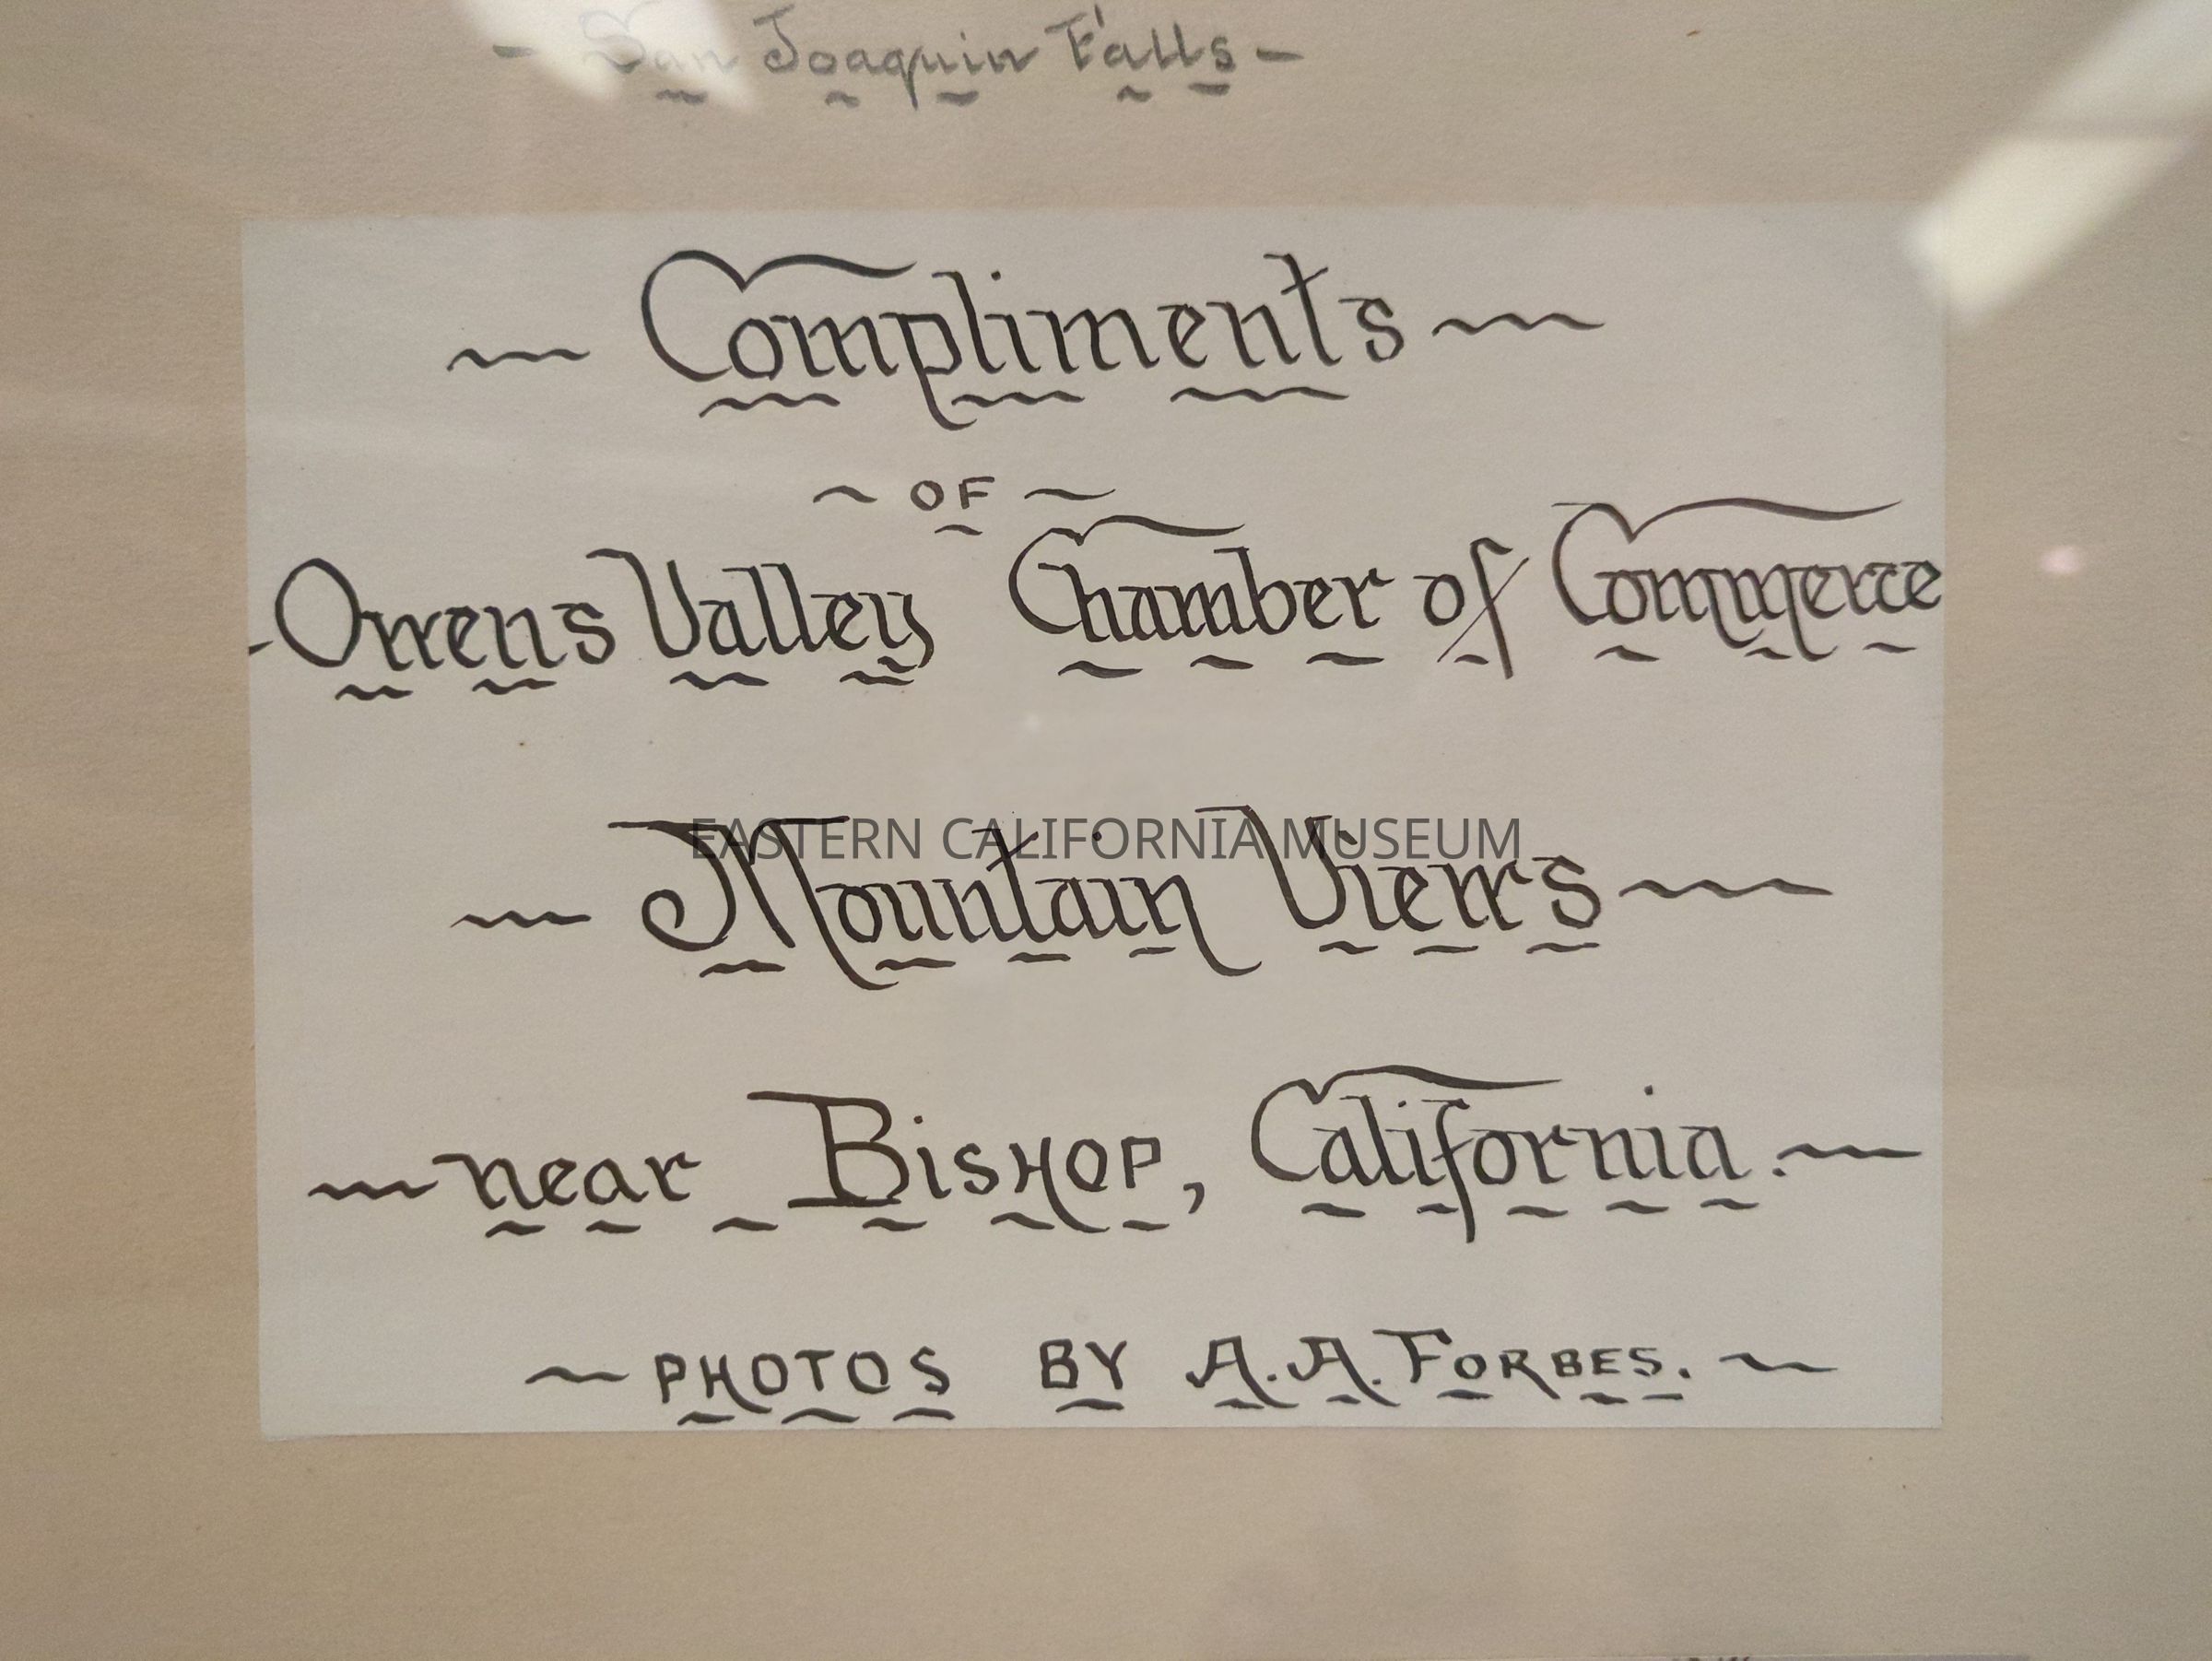 - San Joaquin Falls -
~ Compliments ~
~ OF ~
- Owens Valley Chamber of Commerce
EASTERN CALIFORNIA MUSEUM
~ Mountain Views ~
~ near BISHOP, California. ~
~ PHOTOS BY A.A. FORBES. ~